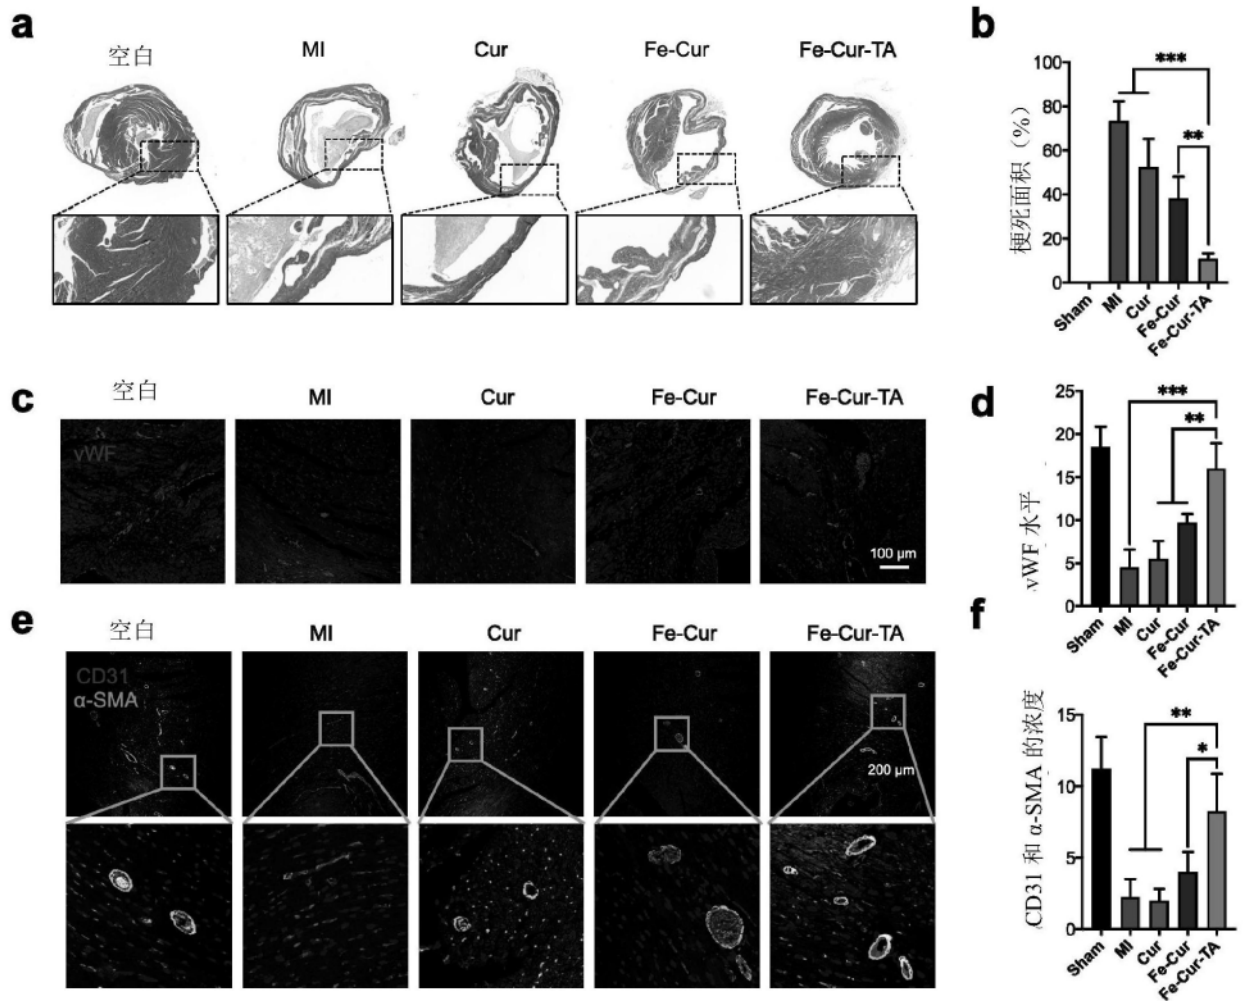 a
空白
MI
Cur
Fe-Cur
Fe-Cur-TA
b
100
80
60
40
20
0
梗死面积（%）
***
**
Sham
MI
Cur
Fe-Cur
Fe-Cur-TA
c
空白
MI
Cur
Fe-Cur
Fe-Cur-TA
vWF
100 μm
d
25
20
15
10
5
0
vWF 水平
***
**
Sham
MI
Cur
Fe-Cur
Fe-Cur-TA
e
空白
MI
Cur
Fe-Cur
Fe-Cur-TA
CD31
α-SMA
200 μm
f
15
10
5
0
CD31 和 α-SMA 的浓度
**
*
Sham
MI
Cur
Fe-Cur
Fe-Cur-TA